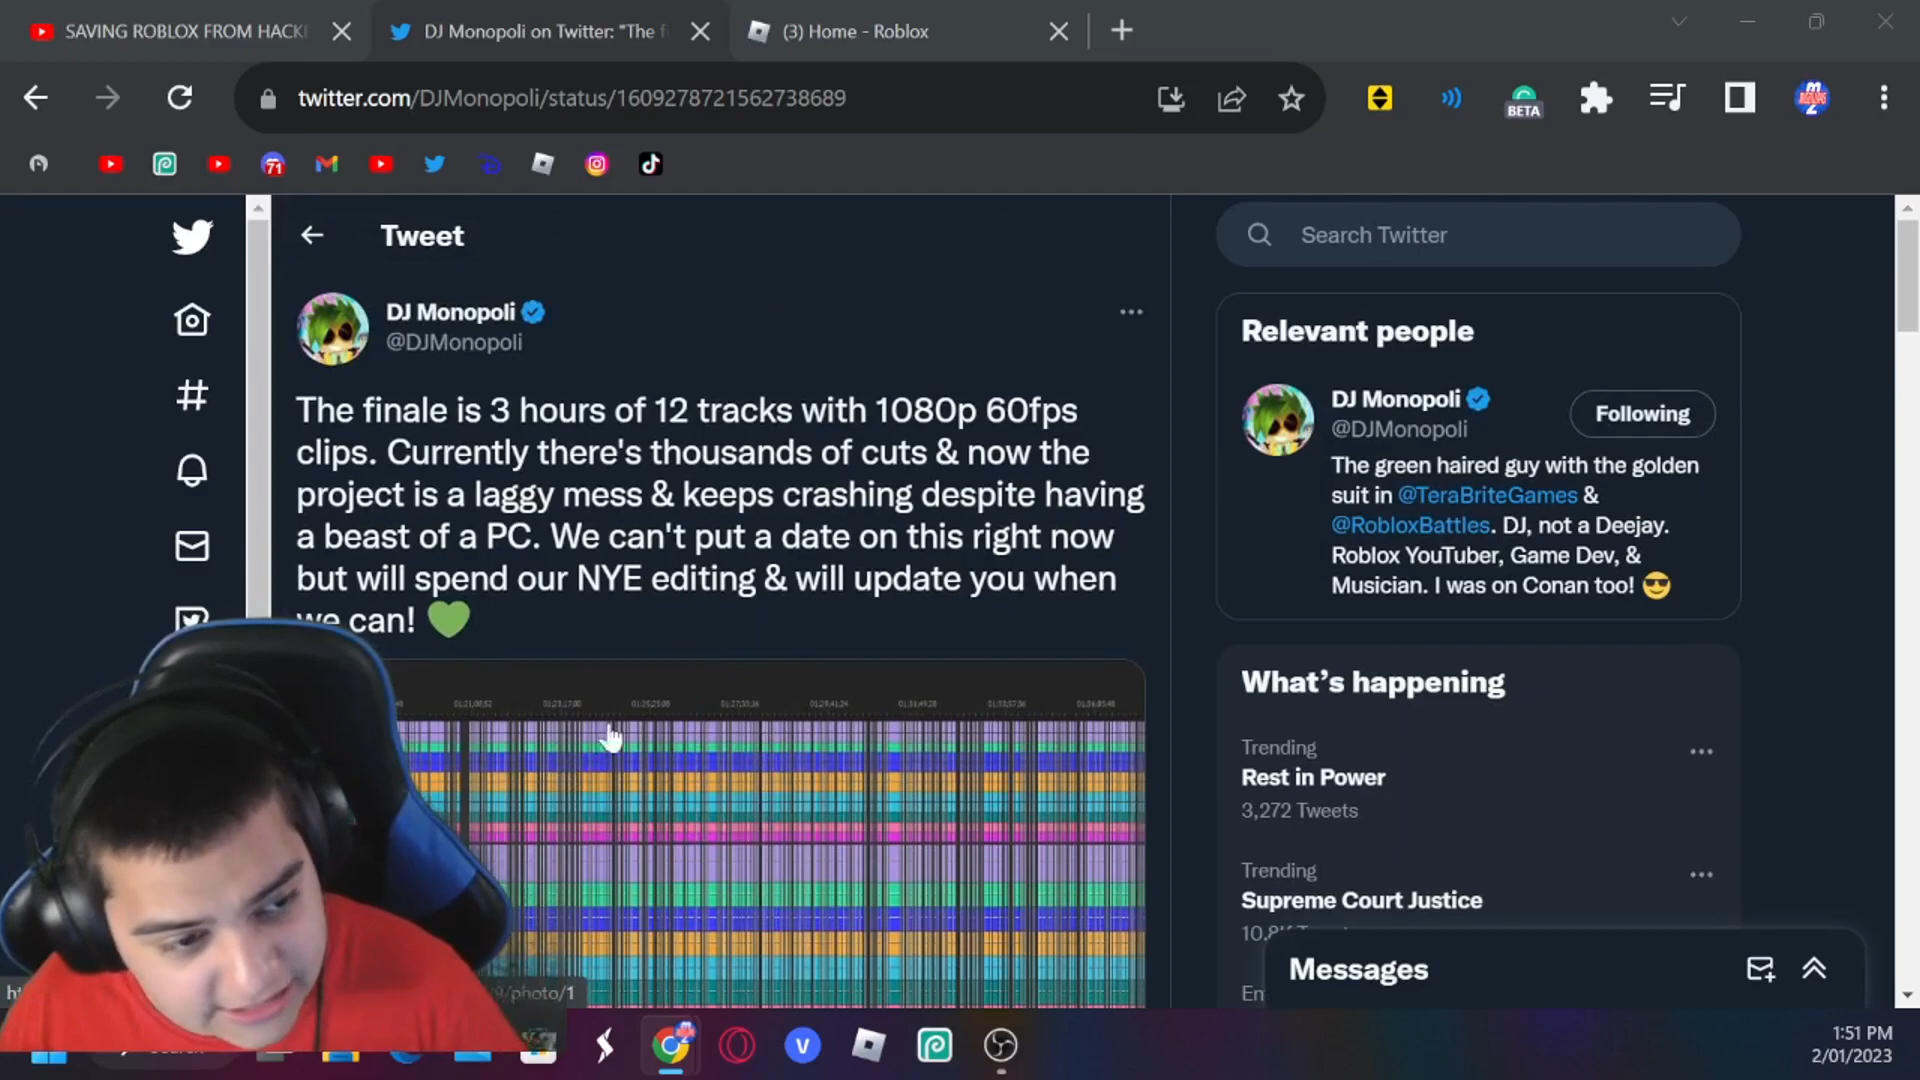 SAVING ROBLOX FROM HACK
DJ Monopoli on Twitter: "The fi
(3) Home - Roblox
twitter.com/DJMonopoli/status/1609278721562738689
BETA
71
Tweet
Search Twitter
DJ Monopoli
@DJMonopoli
The finale is 3 hours of 12 tracks with 1080p 60fps
clips. Currently there's thousands of cuts & now the
project is a laggy mess & keeps crashing despite having
a beast of a PC. We can't put a date on this right now
but will spend our NYE editing & will update you when
we can! 💚
Relevant people
DJ Monopoli
@DJMonopoli
Following
The green haired guy with the golden
suit in @TeraBriteGames &
@RobloxBattles. DJ, not a Deejay.
Roblox YouTuber, Game Dev, &
Musician. I was on Conan too! 😎
What's happening
Trending
Rest in Power
3,272 Tweets
Trending
Supreme Court Justice
Messages
/photo/1
1:51 PM
2/01/2023